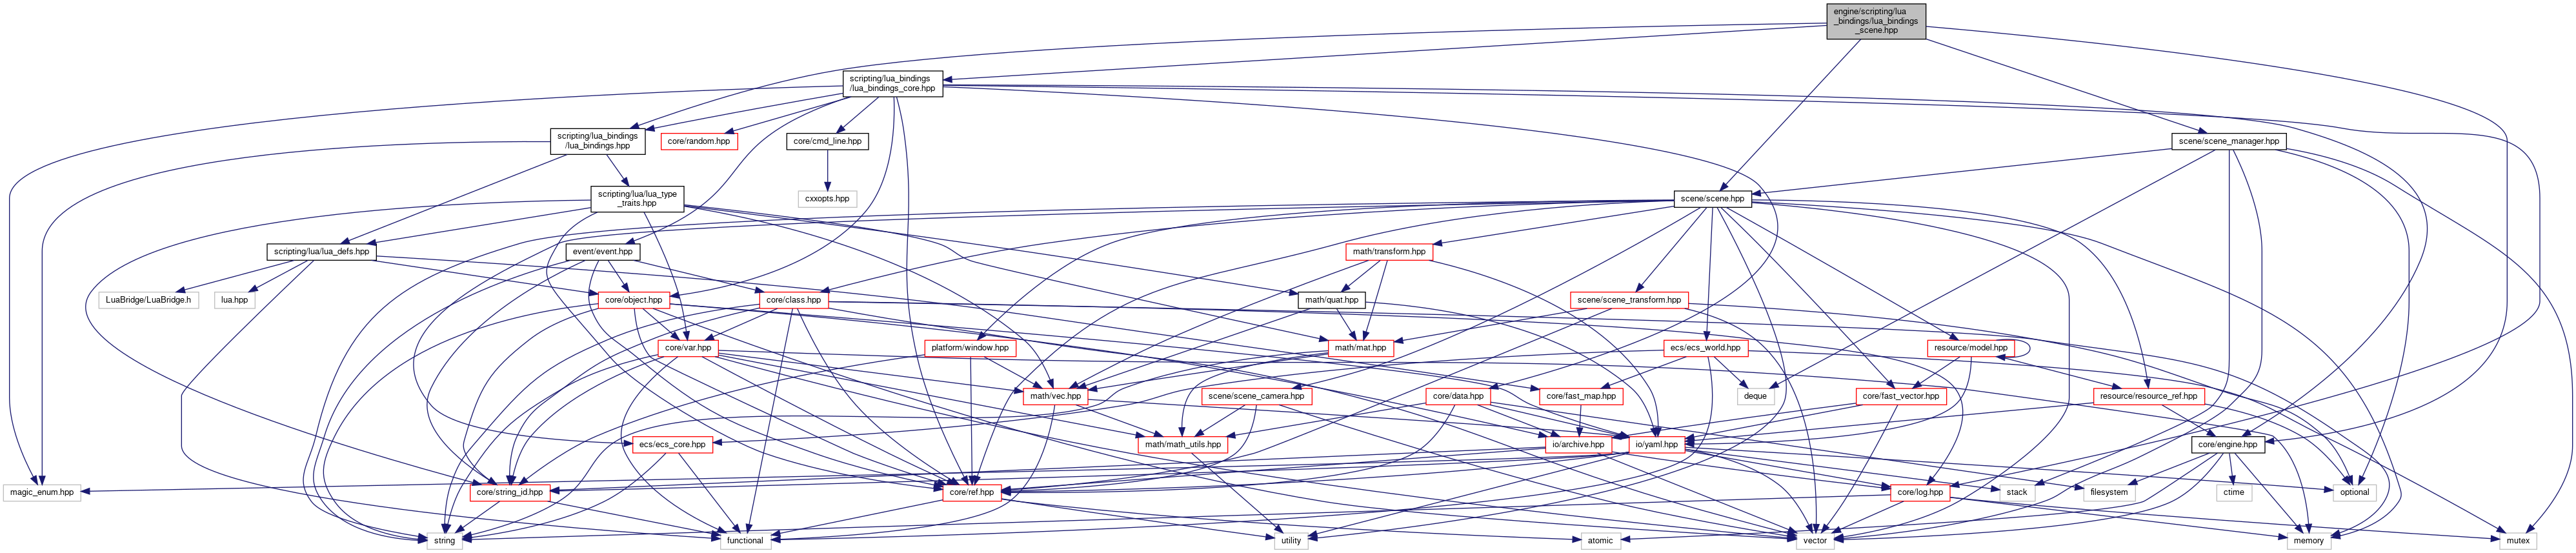 engine/scripting/lua
_bindings/lua_bindings
_scene.hpp
scripting/lua_bindings
/lua_bindings_core.hpp
scripting/lua_bindings
/lua_bindings.hpp
core/random.hpp
core/cmd_line.hpp
scene/scene_manager.hpp
scripting/lua/lua_type
_traits.hpp
cxxopts.hpp
scene/scene.hpp
scripting/lua/lua_defs.hpp
event/event.hpp
math/transform.hpp
LuaBridge/LuaBridge.h
lua.hpp
core/object.hpp
core/class.hpp
math/quat.hpp
scene/scene_transform.hpp
core/var.hpp
platform/window.hpp
math/mat.hpp
ecs/ecs_world.hpp
resource/model.hpp
math/vec.hpp
scene/scene_camera.hpp
core/data.hpp
core/fast_map.hpp
deque
core/fast_vector.hpp
resource/resource_ref.hpp
ecs/ecs_core.hpp
math/math_utils.hpp
io/archive.hpp
io/yaml.hpp
core/engine.hpp
magic_enum.hpp
core/string_id.hpp
core/ref.hpp
core/log.hpp
stack
filesystem
ctime
optional
string
functional
utility
atomic
vector
memory
mutex